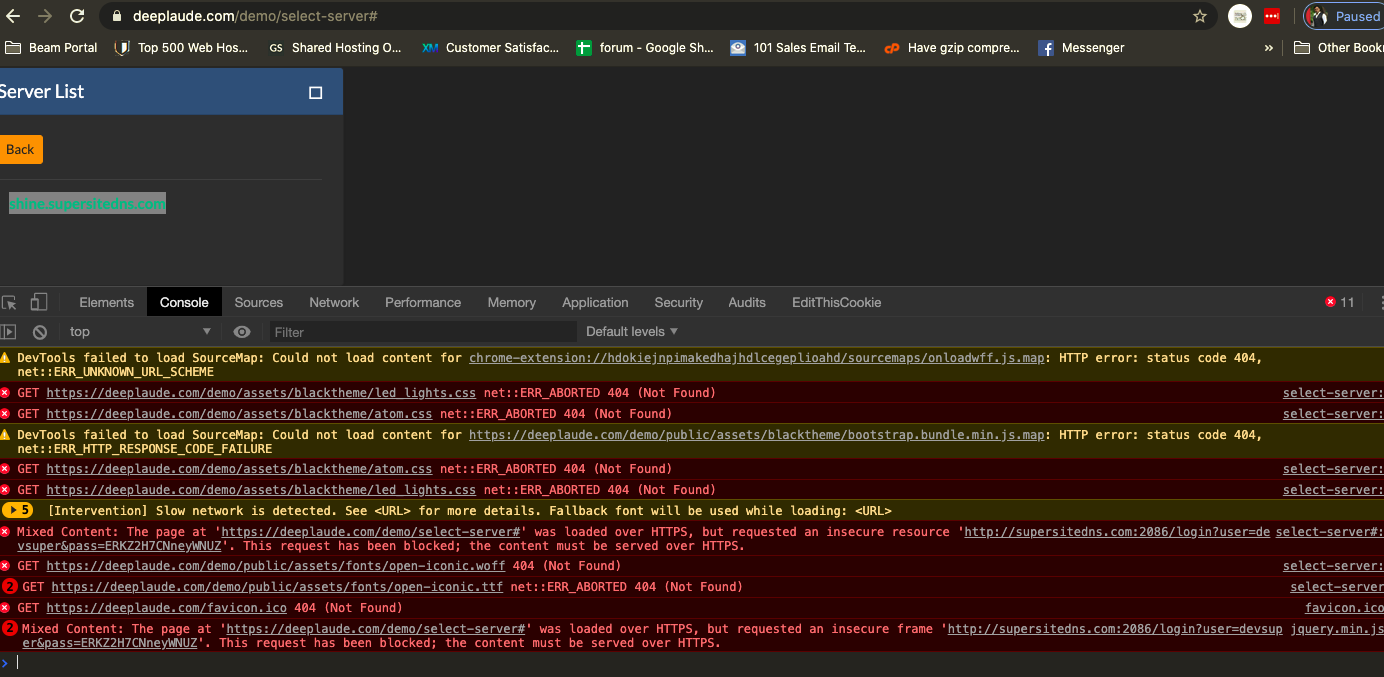 deeplaude.com/demo/select-server#
Paused
Beam Portal
Top 500 Web Hos...
GS Shared Hosting O...
XM Customer Satisfac...
forum - Google Sh...
101 Sales Email Te...
cP Have gzip compre...
f Messenger
»
Other Book
Server List
Back
shine.supersitedns.com
Elements Console Sources Network Performance Memory Application Security Audits EditThisCookie
11
top
Filter
Default levels
DevTools failed to load SourceMap: Could not load content for chrome-extension://hdokiejnpimakedhajhdlcegeplioahd/sourcemaps/onloadwff.js.map: HTTP error: status code 404,
net::ERR_UNKNOWN_URL_SCHEME
GET https://deeplaude.com/demo/assets/blacktheme/led_lights.css net::ERR_ABORTED 404 (Not Found) select-server:
GET https://deeplaude.com/demo/assets/blacktheme/atom.css net::ERR_ABORTED 404 (Not Found) select-server:
DevTools failed to load SourceMap: Could not load content for https://deeplaude.com/demo/public/assets/blacktheme/bootstrap.bundle.min.js.map: HTTP error: status code 404,
net::ERR_HTTP_RESPONSE_CODE_FAILURE
GET https://deeplaude.com/demo/assets/blacktheme/atom.css net::ERR_ABORTED 404 (Not Found) select-server:
GET https://deeplaude.com/demo/assets/blacktheme/led_lights.css net::ERR_ABORTED 404 (Not Found) select-server:
5 [Intervention] Slow network is detected. See <URL> for more details. Fallback font will be used while loading: <URL>
Mixed Content: The page at 'https://deeplaude.com/demo/select-server#' was loaded over HTTPS, but requested an insecure resource 'http://supersitedns.com:2086/login?user=de select-server#:
vsuper&pass=ERKZ2H7CNneyWNUZ'. This request has been blocked; the content must be served over HTTPS.
GET https://deeplaude.com/demo/public/assets/fonts/open-iconic.woff 404 (Not Found) select-server:
2 GET https://deeplaude.com/demo/public/assets/fonts/open-iconic.ttf net::ERR_ABORTED 404 (Not Found) select-server
GET https://deeplaude.com/favicon.ico 404 (Not Found) favicon.ico
2 Mixed Content: The page at 'https://deeplaude.com/demo/select-server#' was loaded over HTTPS, but requested an insecure frame 'http://supersitedns.com:2086/login?user=devsup jquery.min.js
er&pass=ERKZ2H7CNneyWNUZ'. This request has been blocked; the content must be served over HTTPS.